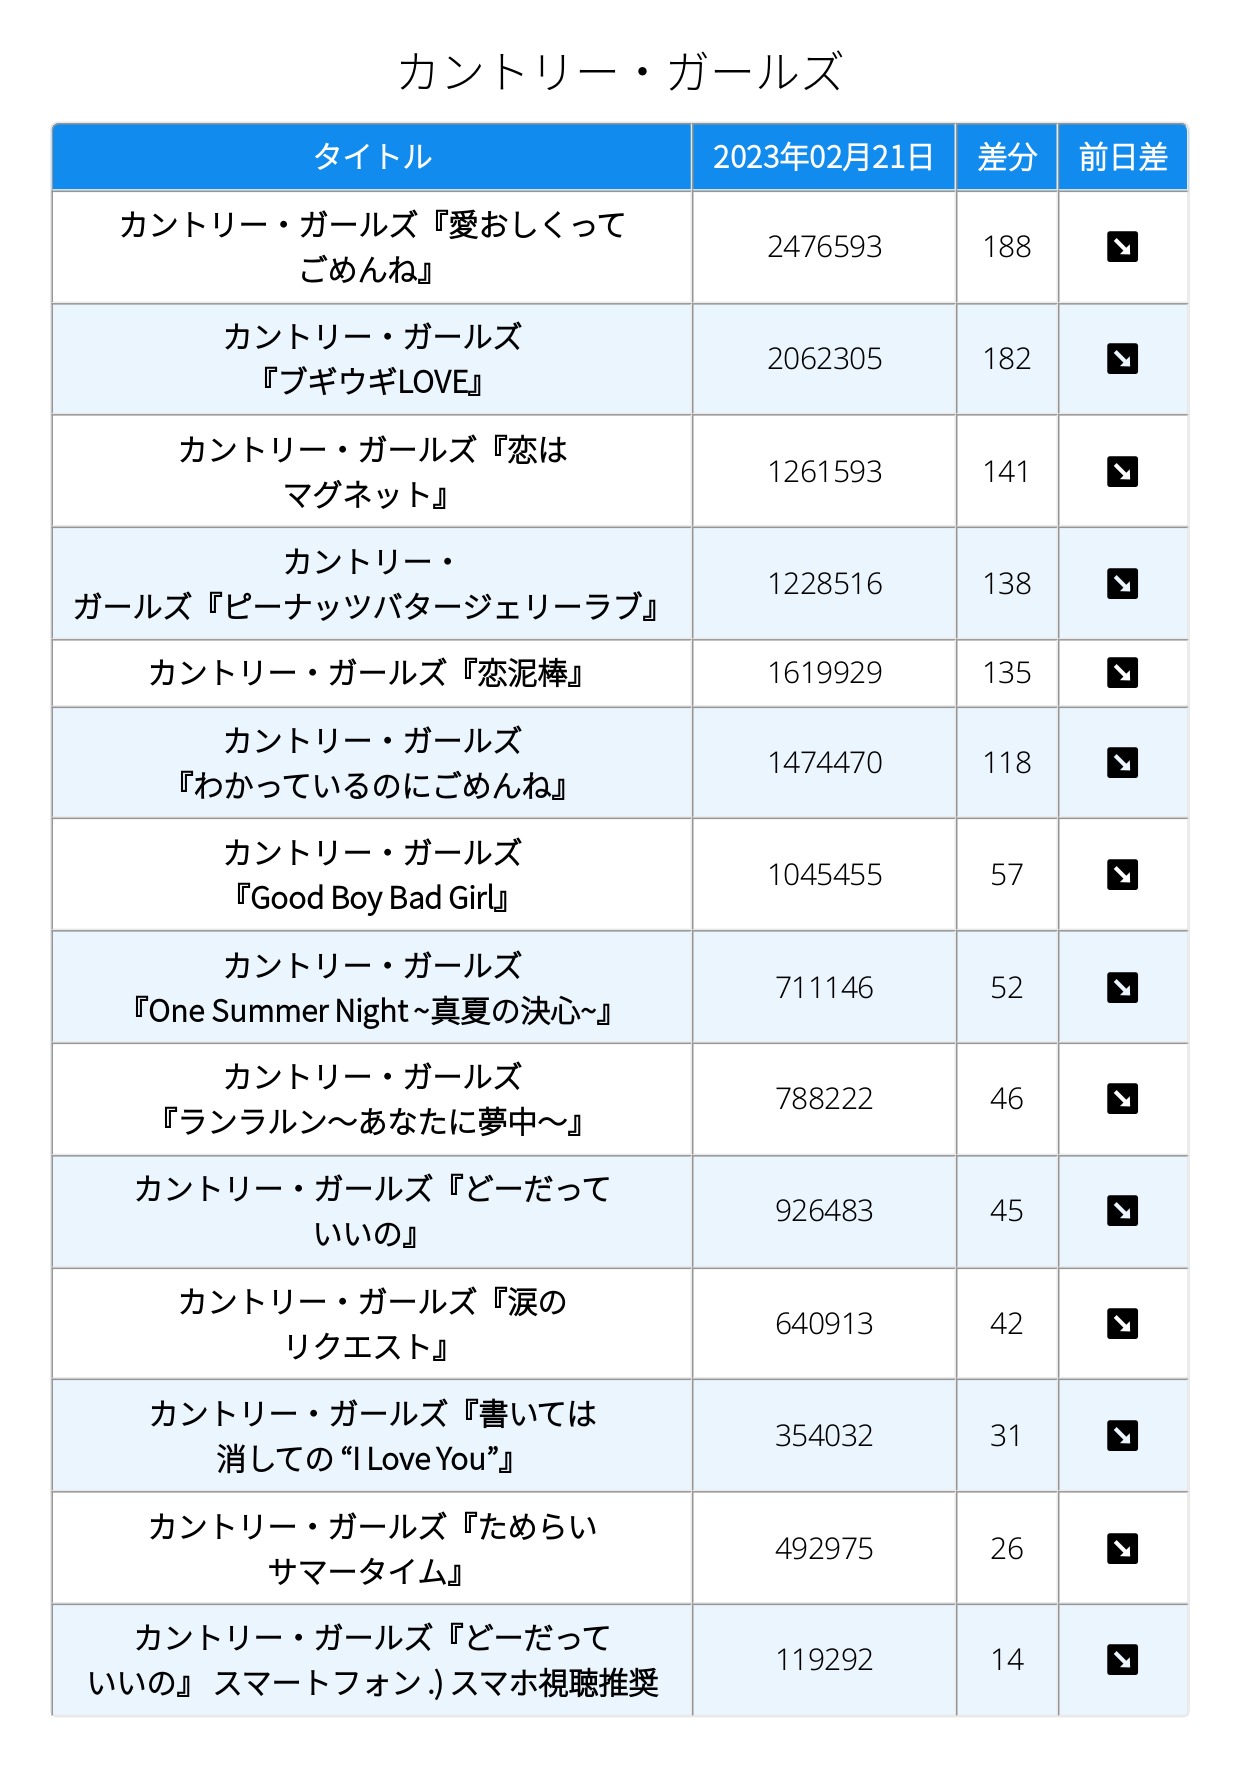 カントリー・ガールズ
タイトル 2023年02月21日 差分 前日差
カントリー・ガールズ『愛おしくって
ごめんね』 2476593 188 ↘
カントリー・ガールズ
『ブギウギLOVE』 2062305 182 ↘
カントリー・ガールズ『恋は
マグネット』 1261593 141 ↘
カントリー・
ガールズ『ピーナッツバタージェリーラブ』 1228516 138 ↘
カントリー・ガールズ『恋泥棒』 1619929 135 ↘
カントリー・ガールズ
『わかっているのにごめんね』 1474470 118 ↘
カントリー・ガールズ
『Good Boy Bad Girl』 1045455 57 ↘
カントリー・ガールズ
『One Summer Night ~真夏の決心~』 711146 52 ↘
カントリー・ガールズ
『ランラルン～あなたに夢中～』 788222 46 ↘
カントリー・ガールズ『どーだって
いいの』 926483 45 ↘
カントリー・ガールズ『涙の
リクエスト』 640913 42 ↘
カントリー・ガールズ『書いては
消しての “I Love You”』 354032 31 ↘
カントリー・ガールズ『ためらい
サマータイム』 492975 26 ↘
カントリー・ガールズ『どーだって
いいの』 スマートフォン .) スマホ視聴推奨 119292 14 ↘